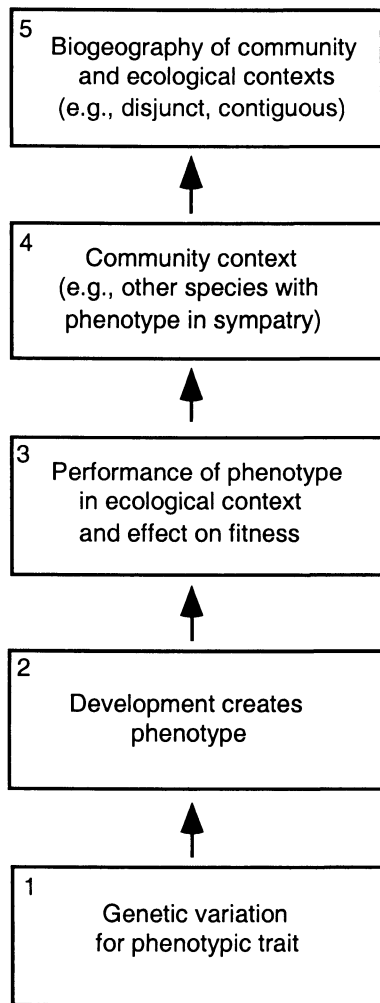 5
Biogeography of community
and ecological contexts
(e.g., disjunct, contiguous)
4
Community context
(e.g., other species with
phenotype in sympatry)
3
Performance of phenotype
in ecological context
and effect on fitness
2
Development creates
phenotype
1
Genetic variation
for phenotypic trait